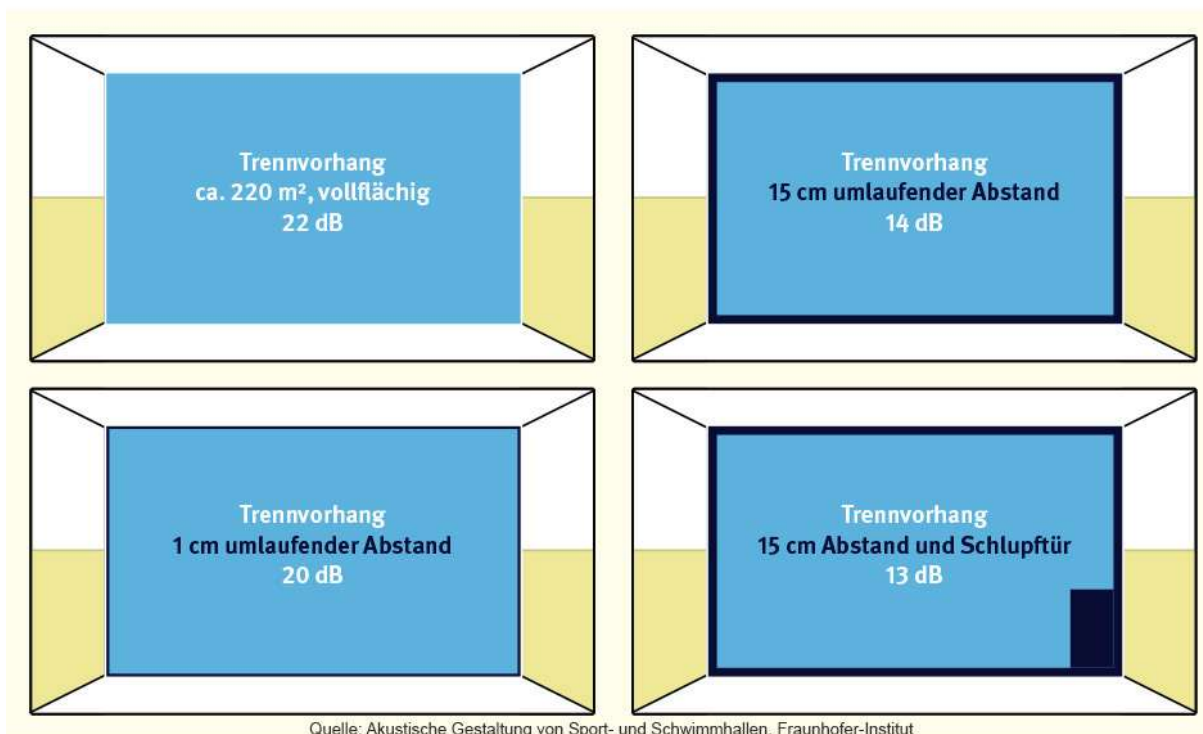 Trennvorhang
ca. 220 m², vollflächig
22 dB
Trennvorhang
15 cm umlaufender Abstand
14 dB
Trennvorhang
1 cm umlaufender Abstand
20 dB
Trennvorhang
15 cm Abstand und Schlupftür
13 dB
Quelle: Akustische Gestaltung von Sport- und Schwimmhallen, Fraunhofer-Institut